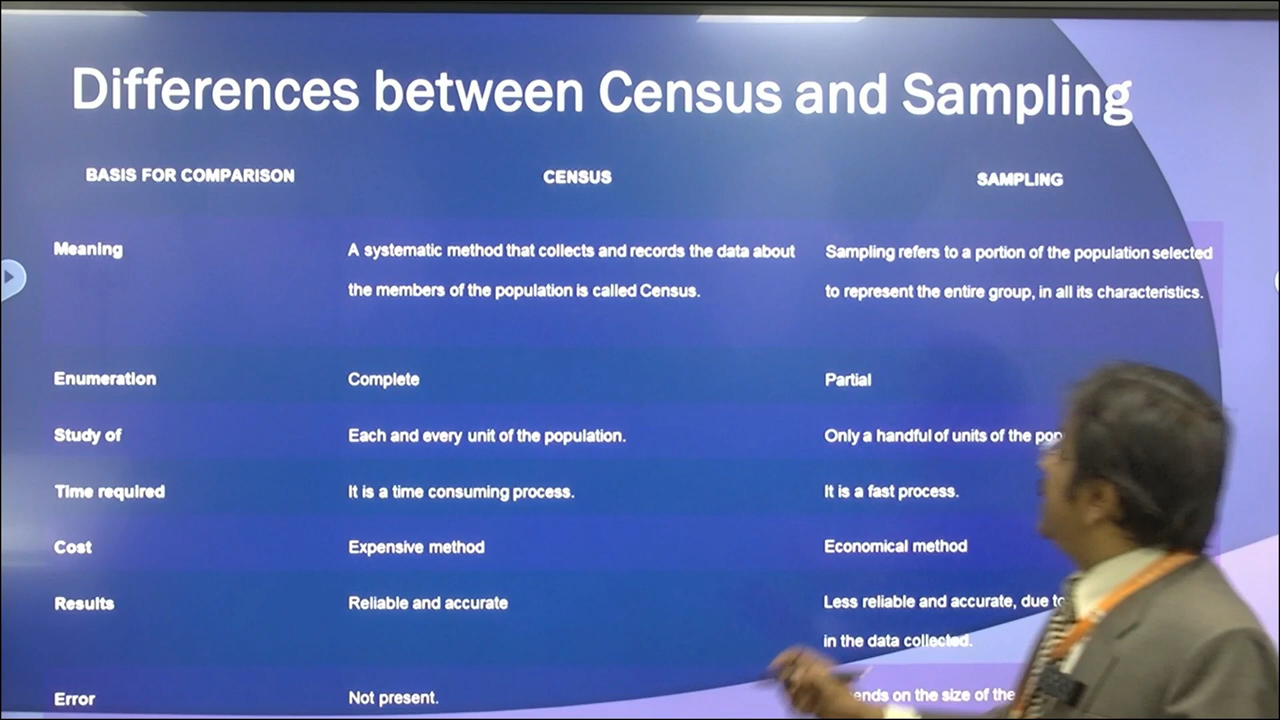 Differences between Census and Sampling
BASIS FOR COMPARISON CENSUS SAMPLING
Meaning A systematic method that collects and records the data about Sampling refers to a portion of the population selected
the members of the population is called Census. to represent the entire group, in all its characteristics.
Enumeration Complete Partial
Study of Each and every unit of the population. Only a handful of units of the
Time required It is a time consuming process. It is a fast process.
Cost Expensive method Economical method
Results Reliable and accurate Less reliable and accurate, due
in the data collected.
Error Not present. on the size of the